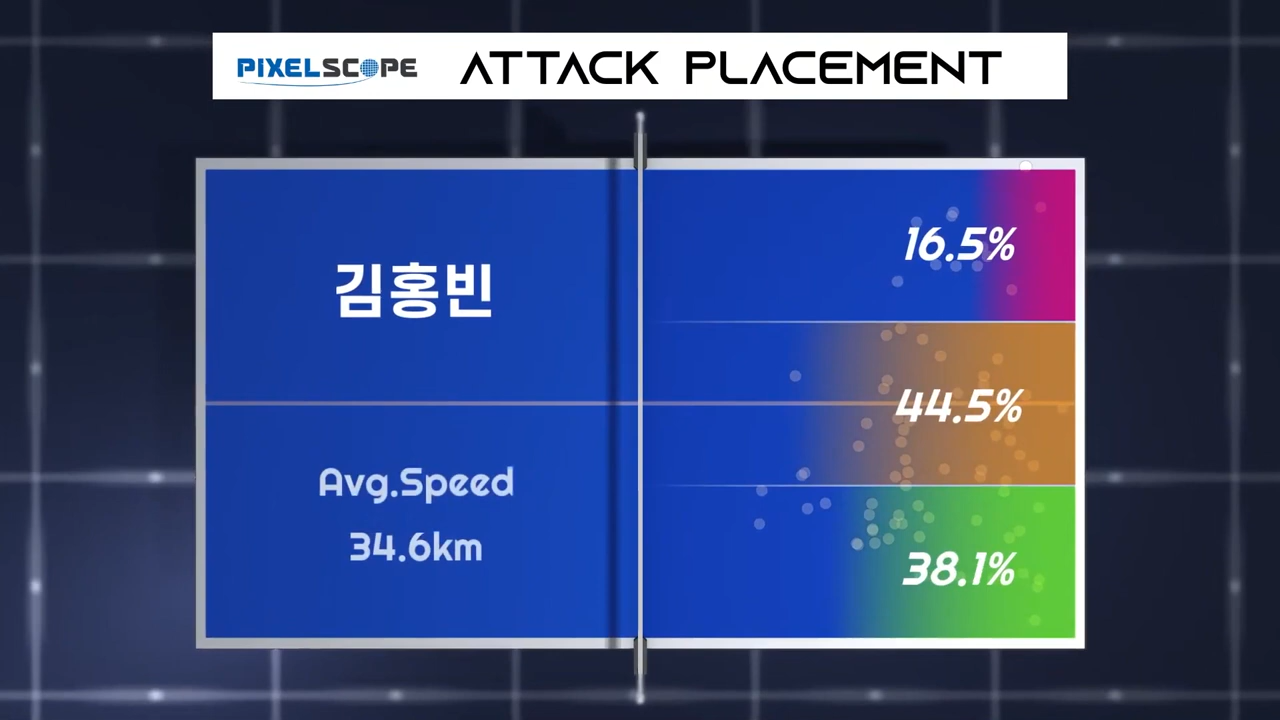 PIXELSCOPE ATTACK PLACEMENT
김홍빈
Avg.Speed
34.6km
16.5%
44.5%
38.1%